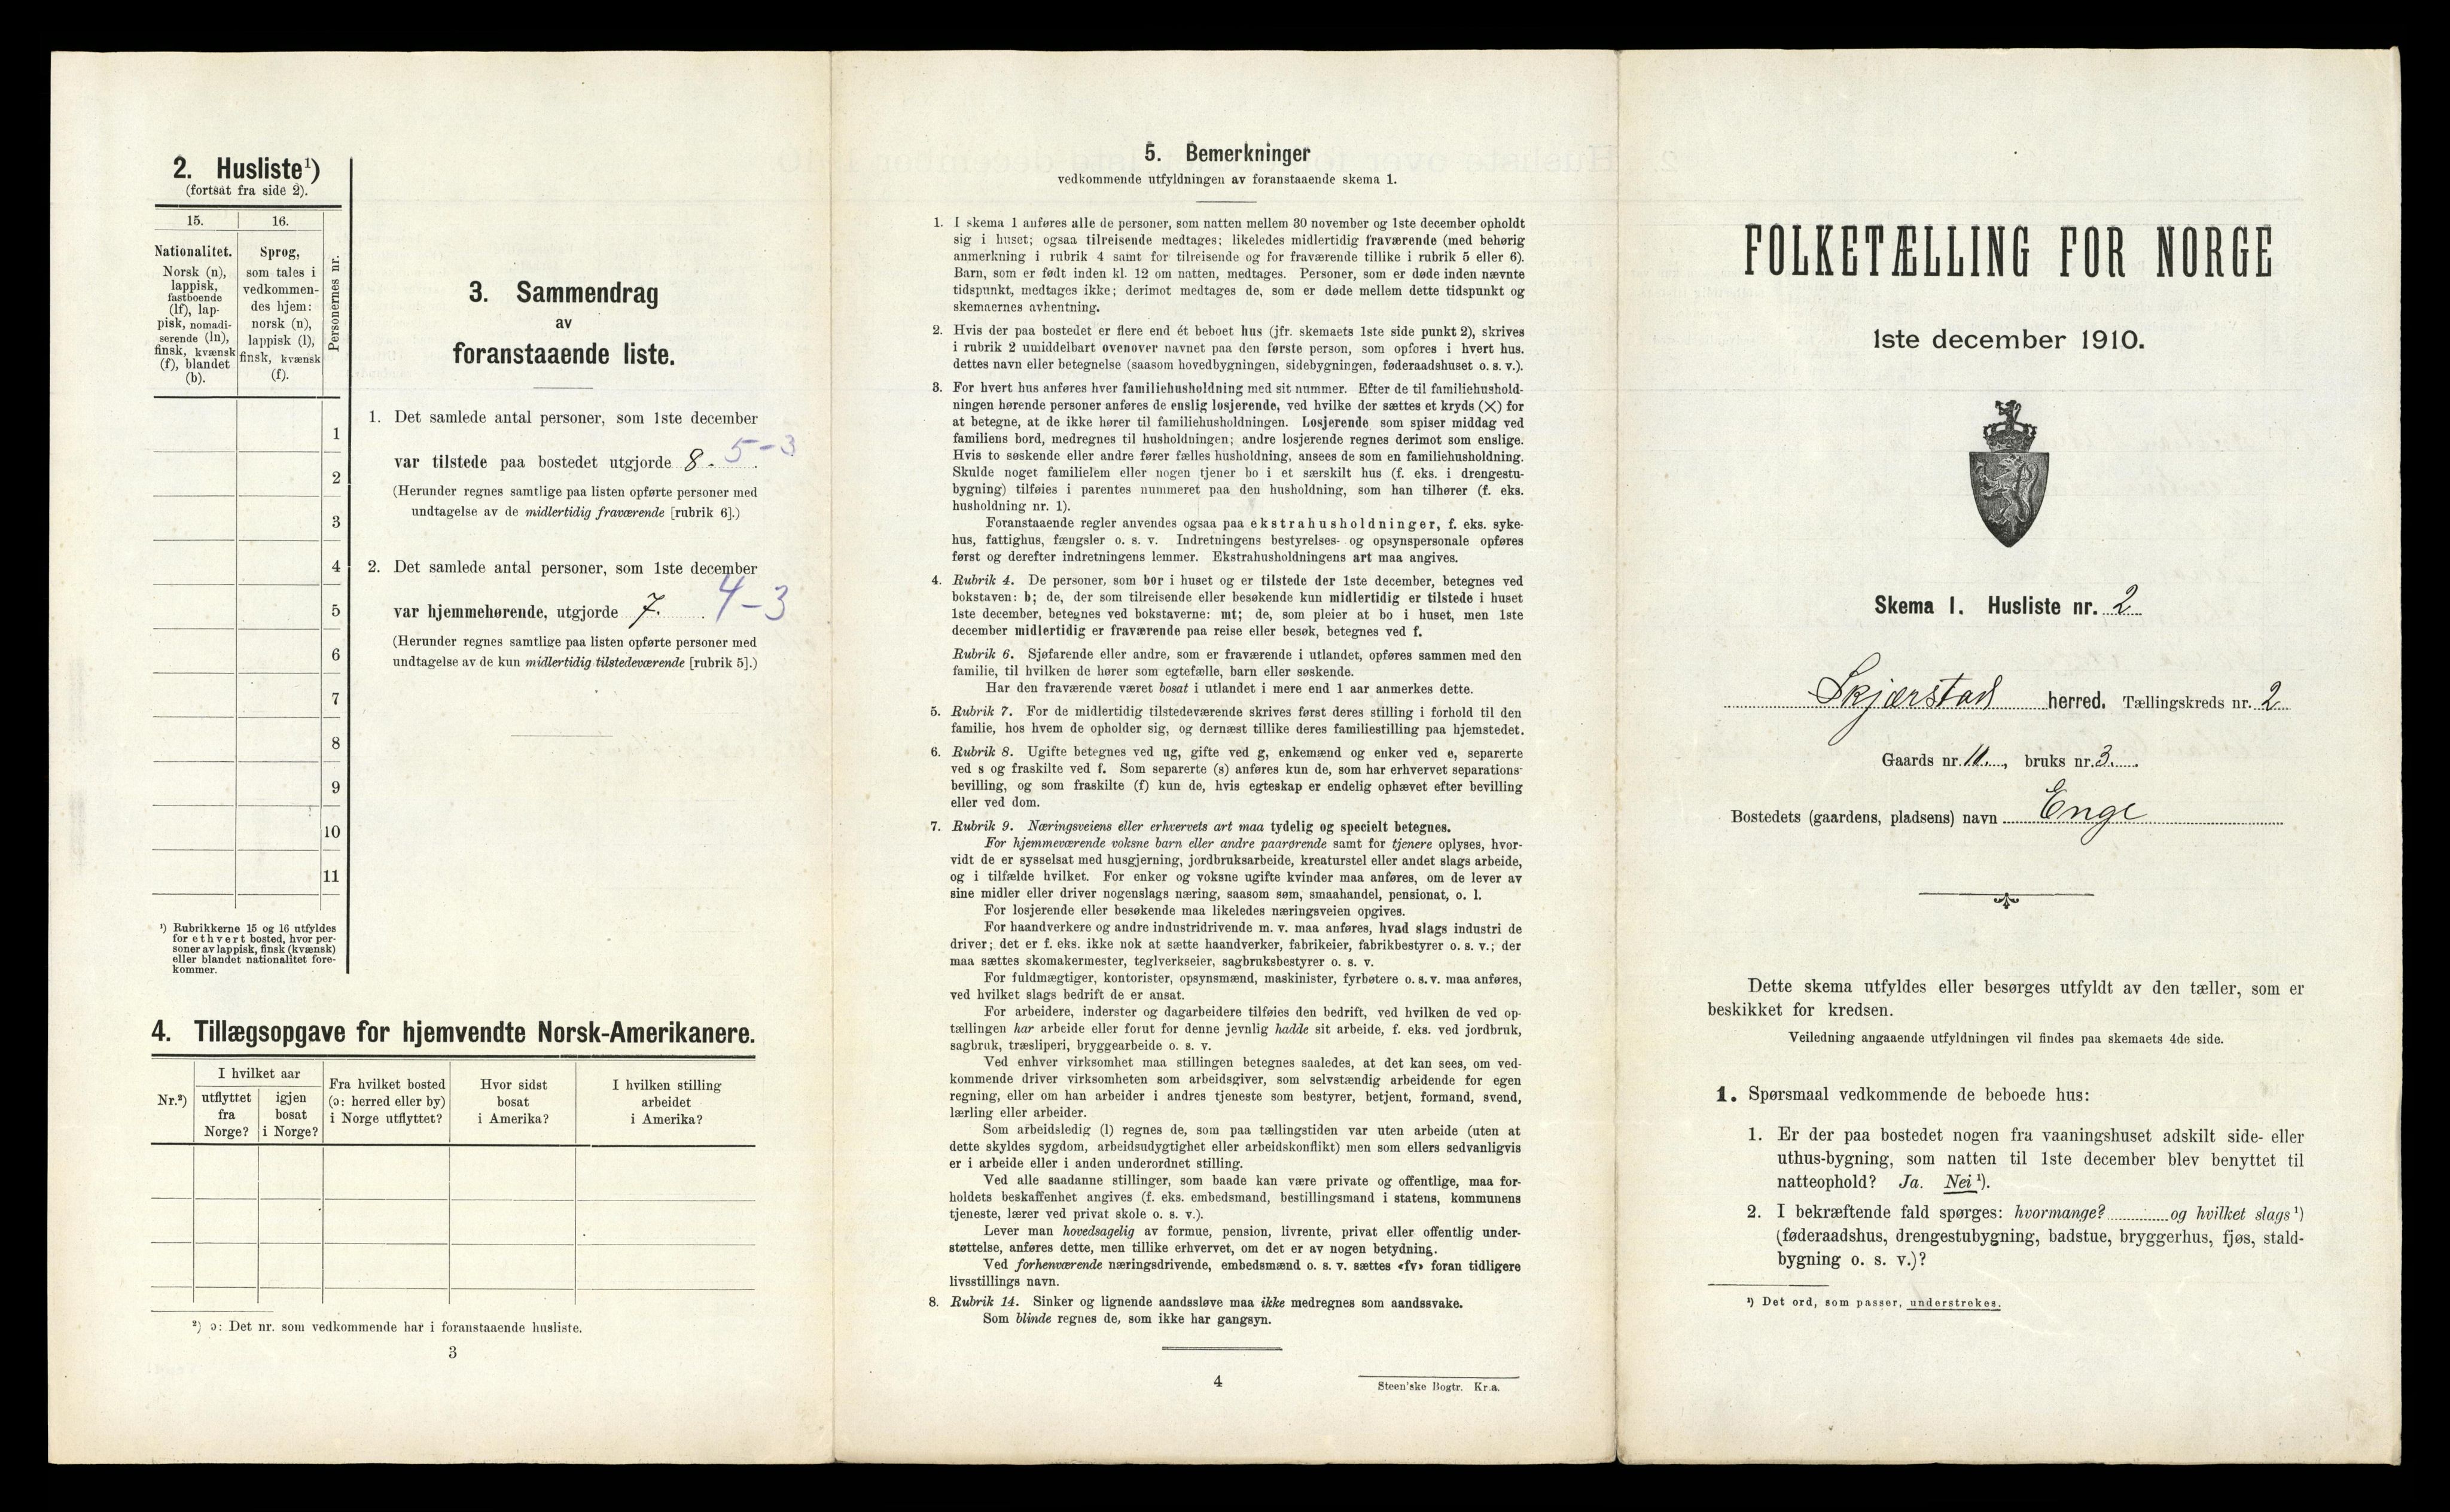 2. Husliste¹)
(fortsat fra side 2).
15.
16.
Personernes nr.
Nationalitet.
Norsk (n),
lappisk,
fastboende
(lf), lap-
pisk, nomadi-
serende (ln),
finsk, kvænsk
(f), blandet
(b).
Sprog,
som tales i
vedkommen-
des hjem:
norsk (n),
lappisk (l),
finsk, kvænsk
(f).
1
2
3
4
5
6
7
8
9
10
11
¹) Rubrikkerne 15 og 16 utfyldes
for ethvert bosted, hvor per-
soner av lappisk, finsk (kvænsk)
eller blandet nationalitet fore-
kommer.
3. Sammendrag
av
foranstaaende liste.
1. Det samlede antal personer, som 1ste december
var tilstede paa bostedet utgjorde 8. 5-3
(Herunder regnes samtlige paa listen opførte personer med
undtagelse av de midlertidig fraværende [rubrik 6].)
2. Det samlede antal personer, som 1ste december
var hjemmehørende, utgjorde 7. 4-3
(Herunder regnes samtlige paa listen opførte personer med
undtagelse av de kun midlertidig tilstedeværende [rubrik 5].)
4. Tillægsopgave for hjemvendte Norsk-Amerikanere.
Nr.²)
I hvilket aar
utflyttet
fra
Norge?
igjen
bosat
i Norge?
Fra hvilket bosted
(ɔ: herred eller by)
i Norge utflyttet?
Hvor sidst
bosat
i Amerika?
I hvilken stilling
arbeidet
i Amerika?
²) ɔ: Det nr. som vedkommende har i foranstaaende husliste.
3
5. Bemerkninger
vedkommende utfyldningen av foranstaaende skema 1.
1. I skema 1 anføres alle de personer, som natten mellem 30 november og 1ste december opholdt
sig i huset; ogsaa tilreisende medtages; likeledes midlertidig fraværende (med behørig
anmerkning i rubrik 4 samt for tilreisende og for fraværende tillike i rubrik 5 eller 6).
Barn, som er født inden kl. 12 om natten, medtages. Personer, som er døde inden nævnte
tidspunkt, medtages ikke; derimot medtages de, som er døde mellem dette tidspunkt og
skemaernes avhentning.
2. Hvis der paa bostedet er flere end ét beboet hus (jfr. skemaets 1ste side punkt 2), skrives
i rubrik 2 umiddelbart ovenover navnet paa den første person, som opføres i hvert hus.
dettes navn eller betegnelse (saasom hovedbygningen, sidebygningen, føderaadshuset o. s. v.).
3. For hvert hus anføres hver familiehusholdning med sit nummer. Efter de til familiehushold-
ningen hørende personer anføres de enslig losjerende, ved hvilke der sættes et kryds (×) for
at betegne, at de ikke hører til familiehusholdningen. Losjerende som spiser middag ved
familiens bord, medregnes til husholdningen; andre losjerende regnes derimot som enslige.
Hvis to søskende eller andre fører fælles husholdning, ansees de som en familiehusholdning.
Skulde noget familielem eller nogen tjener bo i et særskilt hus (f. eks. i drengestu-
bygning) tilføies i parentes nummeret paa den husholdning, som han tilhører (f. eks.
husholdning nr. 1).
Foranstaaende regler anvendes ogsaa paa ekstrahusholdninger, f. eks. syke-
hus, fattighus, fængsler o. s. v. Indretningens bestyrelses- og opsynspersonale opføres
først og derefter indretningens lemmer. Ekstrahusholdningens art maa angives.
4. Rubrik 4. De personer, som bor i huset og er tilstede der 1ste december, betegnes ved
bokstaven: b; de, der som tilreisende eller besøkende kun midlertidig er tilstede i huset
1ste december, betegnes ved bokstaverne: mt; de, som pleier at bo i huset, men 1ste
december midlertidig er fraværende paa reise eller besøk, betegnes ved f.
Rubrik 6. Sjøfarende eller andre, som er fraværende i utlandet, opføres sammen med den
familie, til hvilken de hører som egtefælle, barn eller søskende.
Har den fraværende været bosat i utlandet i mere end 1 aar anmerkes dette.
5. Rubrik 7. For de midlertidig tilstedeværende skrives først deres stilling i forhold til den
familie, hos hvem de opholder sig, og dernæst tillike deres familiestilling paa hjemstedet.
6. Rubrik 8. Ugifte betegnes ved ug, gifte ved g, enkemænd og enker ved e, separerte
ved s og fraskilte ved f. Som separerte (s) anføres kun de, som har erhvervet separations-
bevilling, og som fraskilte (f) kun de, hvis egteskap er endelig ophævet efter bevilling
eller ved dom.
7. Rubrik 9. Næringsveiens eller erhvervets art maa tydelig og specielt betegnes.
For hjemmeværende voksne barn eller andre paarørende samt for tjenere oplyses, hvor-
vidt de er sysselsat med husgjerning, jordbruksarbeide, kreaturstel eller andet slags arbeide,
og i tilfælde hvilket. For enker og voksne ugifte kvinder maa anføres, om de lever av
sine midler eller driver nogenslags næring, saasom søm, smaahandel, pensionat, o. l.
For losjerende eller besøkende maa likeledes næringsveien opgives.
For haandverkere og andre industridrivende m. v. maa anføres, hvad slags industri de
driver; det er f. eks. ikke nok at sætte haandverker, fabrikeier, fabrikbestyrer o. s. v.; der
maa sættes skomakermester, teglverkseier, sagbruksbestyrer o. s. v.
For fuldmægtiger, kontorister, opsynsmænd, maskinister, fyrbøtere o. s. v. maa anføres,
ved hvilket slags bedrift de er ansat.
For arbeidere, inderster og dagarbeidere tilføies den bedrift, ved hvilken de ved op-
tællingen har arbeide eller forut for denne jevnlig hadde sit arbeide, f. eks. ved jordbruk,
sagbruk, træsliperi, bryggearbeide o. s. v.
Ved enhver virksomhet maa stillingen betegnes saaledes, at det kan sees, om ved-
kommende driver virksomheten som arbeidsgiver, som selvstændig arbeidende for egen
regning, eller om han arbeider i andres tjeneste som bestyrer, betjent, formand, svend,
lærling eller arbeider.
Som arbeidsledig (l) regnes de, som paa tællingstiden var uten arbeide (uten at
dette skyldes sygdom, arbeidsudygtighet eller arbeidskonflikt) men som ellers sedvanligvis
er i arbeide eller i anden underordnet stilling.
Ved alle saadanne stillinger, som baade kan være private og offentlige, maa for-
holdets beskaffenhet angives (f. eks. embedsmand, bestillingsmand i statens, kommunens
tjeneste, lærer ved privat skole o. s. v.).
Lever man hovedsagelig av formue, pension, livrente, privat eller offentlig under-
støttelse, anføres dette, men tillike erhvervet, om det er av nogen betydning.
Ved forhenværende næringsdrivende, embedsmænd o. s. v. sættes «fv» foran tidligere
livsstillings navn.
8. Rubrik 14. Sinker og lignende aandssløve maa ikke medregnes som aandssvake.
Som blinde regnes de, som ikke har gangsyn.
4
Steen'ske Bogtr. Kr.a.
FOLKETÆLLING FOR NORGE
1ste december 1910.
Skema 1. Husliste nr. 2
Skjærstad herred. Tællingskreds nr. 2
Gaards nr. 11., bruks nr. 3.
Bostedets (gaardens, pladsens) navn Enge
Dette skema utfyldes eller besørges utfyldt av den tæller, som er
beskikket for kredsen.
Veiledning angaaende utfyldningen vil findes paa skemaets 4de side.
1. Spørsmaal vedkommende de beboede hus:
1. Er der paa bostedet nogen fra vaaningshuset adskilt side- eller
uthus-bygning, som natten til 1ste december blev benyttet til
natteophold? Ja. Nei¹).
2. I bekræftende fald spørges: hvormange? og hvilket slags¹)
(føderaadshus, drengestubygning, badstue, bryggerhus, fjøs, stald-
bygning o. s. v.)?
¹) Det ord, som passer, understrekes.